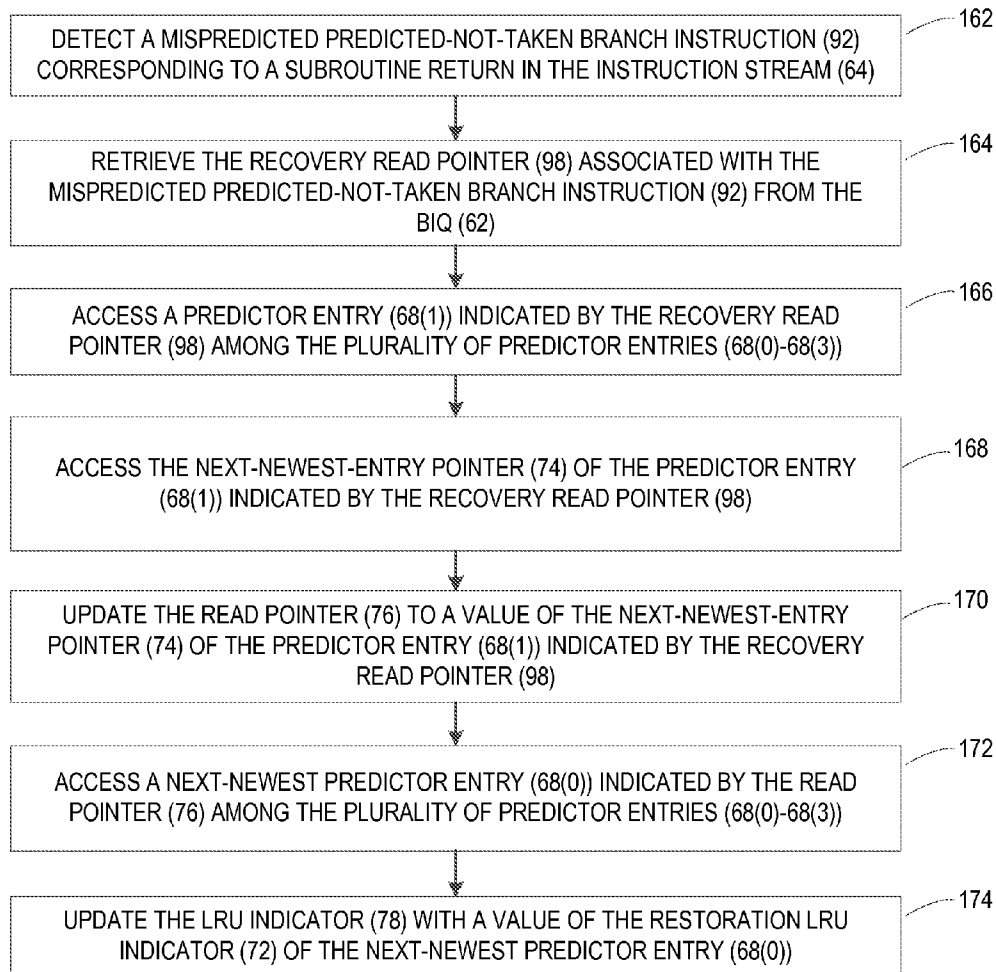 162
DETECT A MISPREDICTED PREDICTED-NOT-TAKEN BRANCH INSTRUCTION (92)
CORRESPONDING TO A SUBROUTINE RETURN IN THE INSTRUCTION STREAM (64)
164
RETRIEVE THE RECOVERY READ POINTER (98) ASSOCIATED WITH THE
MISPREDICTED PREDICTED-NOT-TAKEN BRANCH INSTRUCTION (92) FROM THE
BIQ (62)
166
ACCESS A PREDICTOR ENTRY (68(1)) INDICATED BY THE RECOVERY READ
POINTER (98) AMONG THE PLURALITY OF PREDICTOR ENTRIES (68(0)-68(3))
168
ACCESS THE NEXT-NEWEST-ENTRY POINTER (74) OF THE PREDICTOR ENTRY
(68(1)) INDICATED BY THE RECOVERY READ POINTER (98)
170
UPDATE THE READ POINTER (76) TO A VALUE OF THE NEXT-NEWEST-ENTRY
POINTER (74) OF THE PREDICTOR ENTRY (68(1)) INDICATED BY THE RECOVERY
READ POINTER (98)
172
ACCESS A NEXT-NEWEST PREDICTOR ENTRY (68(0)) INDICATED BY THE READ
POINTER (76) AMONG THE PLURALITY OF PREDICTOR ENTRIES (68(0)-68(3))
174
UPDATE THE LRU INDICATOR (78) WITH A VALUE OF THE RESTORATION LRU
INDICATOR (72) OF THE NEXT-NEWEST PREDICTOR ENTRY (68(0))